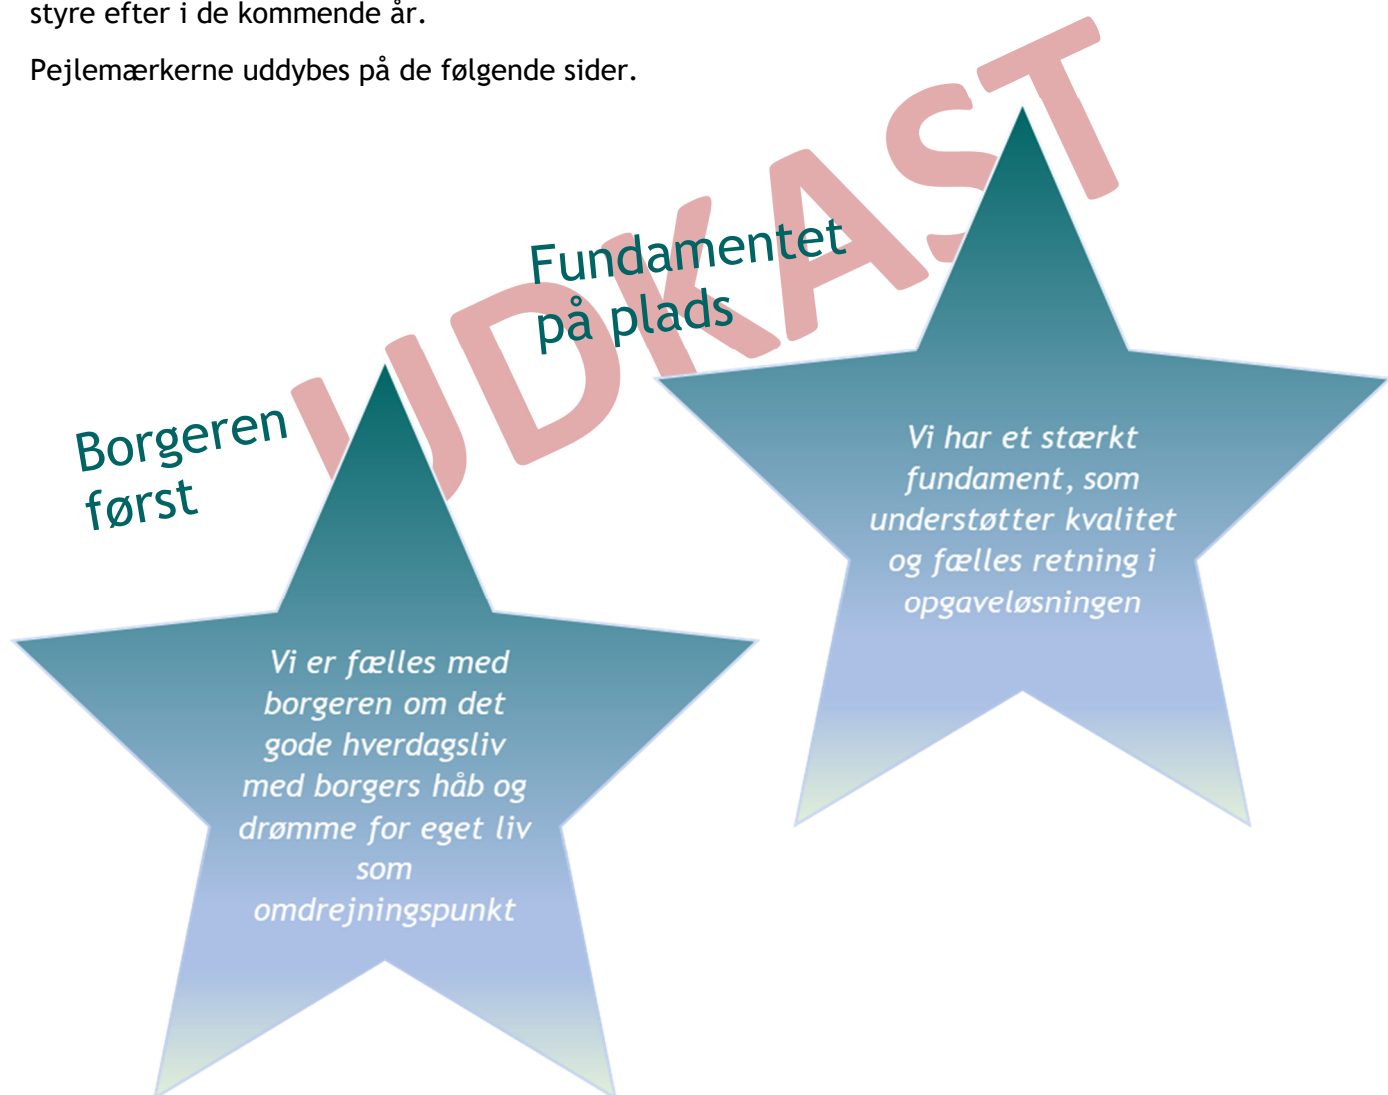 styre efter i de kommende år.
Pejlemærkerne uddybes på de følgende sider.
UDKAST
Fundamentet
på plads
Borgeren
først
Vi har et stærkt
fundament, som
understøtter kvalitet
og fælles retning i
opgaveløsningen
Vi er fælles med
borgeren om det
gode hverdagsliv
med borgers håb og
drømme for eget liv
som
omdrejningspunkt